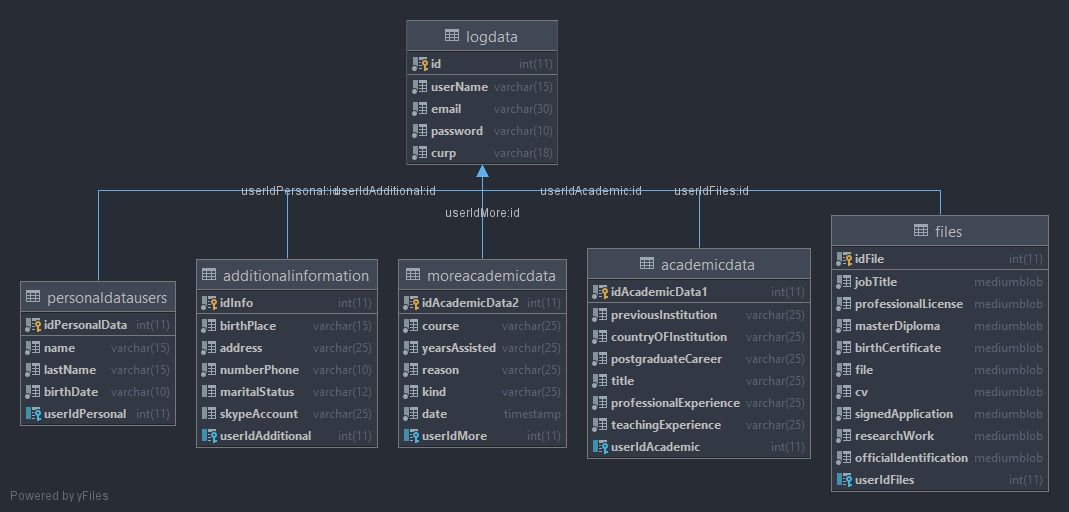 logdata
id int(11)
userName varchar(15)
email varchar(30)
password varchar(10)
curp varchar(18)
userIdPersonal:id
userIdAdditional:id
userIdAcademic:id
userIdFiles:id
userIdMore:id
personaldatausers
idPersonalData int(11)
name varchar(15)
lastName varchar(15)
birthDate varchar(10)
userIdPersonal int(11)
additionalinformation
idInfo int(11)
birthPlace varchar(15)
address varchar(25)
numberPhone varchar(10)
maritalStatus varchar(12)
skypeAccount varchar(25)
userIdAdditional int(11)
moreacademicdata
idAcademicData2 int(11)
course varchar(25)
yearsAssisted varchar(25)
reason varchar(25)
kind varchar(25)
date timestamp
userIdMore int(11)
academicdata
idAcademicData1 int(11)
previousInstitution varchar(25)
countryOFInstitution varchar(25)
postgraduateCareer varchar(25)
title varchar(25)
professionalExperience varchar(25)
teachingExperience varchar(25)
userIdAcademic int(11)
files
idFile int(11)
jobTitle mediumblob
professionalLicense mediumblob
masterDiploma mediumblob
birthCertificate mediumblob
file mediumblob
cv mediumblob
signedApplication mediumblob
researchWork mediumblob
officialIdentification mediumblob
userIdFiles int(11)
Powered by yFiles